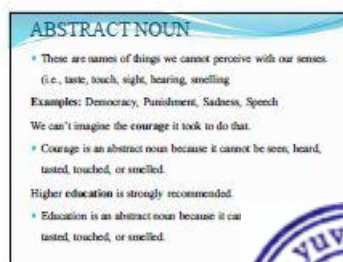 ABSTRACT NOUN
• These are names of things we cannot perceive with our senses.
(i.e., taste, touch, sight, hearing, smelling
Examples: Democracy, Punishment, Sadness, Speech
We can't imagine the courage it took to do that.
• Courage is an abstract noun because it cannot be seen, heard,
tasted, touched, or smelled.
Higher education is strongly recommended.
• Education is an abstract noun because it
tasted, touched, or smelled.